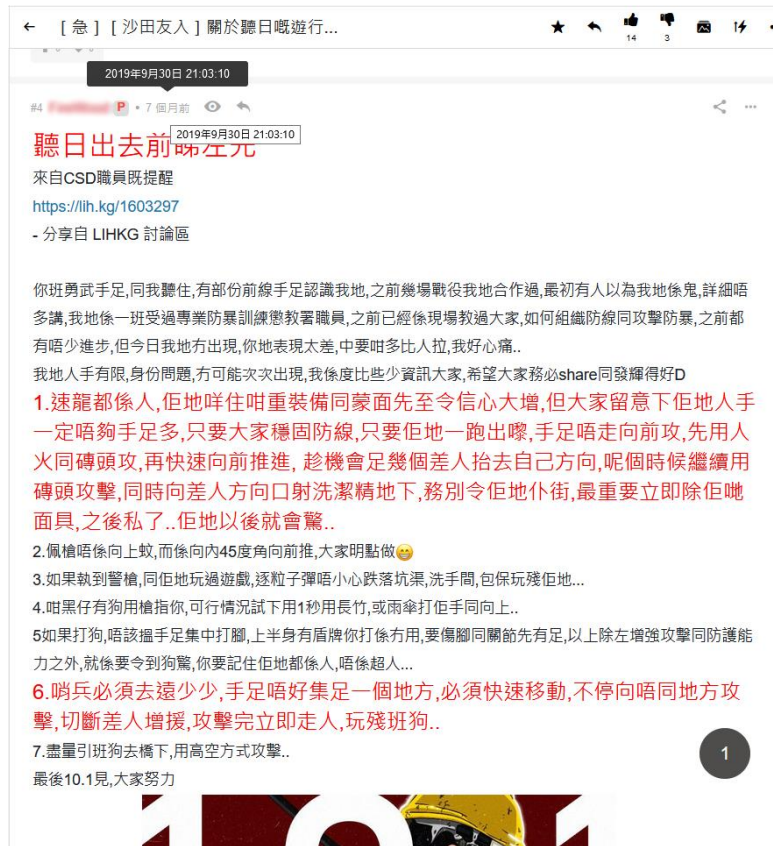 [ 急 ] [ 沙田友入 ] 關於聽日嘅遊行...
14
3
2019年9月30日 21:03:10
#4
P • 7 個月前
2019年9月30日 21:03:10
聽日出去前睇左先
來自CSD職員既提醒
https://lih.kg/1603297
- 分享自 LIHKG 討論區
你班勇武手足,同我聽住,有部份前線手足認識我地,之前幾場戰役我地合作過,最初有人以為我地係鬼,詳細唔
多講,我地係一班受過專業防暴訓練懲教署職員,之前已經係現場教過大家,如何組織防線同攻擊防暴,之前都
有唔少進步,但今日我地冇出現,你地表現太差,中要咁多比人拉,我好心痛..
我地人手有限,身份問題,冇可能次次出現,我係度比些少資訊大家,希望大家務必share同發輝得好D
1.速龍都係人,佢地咩住咁重裝備同蒙面先至令信心大增,但大家留意下佢地人手
一定唔夠手足多,只要大家穩固防線,只要佢地一跑出嚟,手足唔走向前攻,先用人
火同磚頭攻,再快速向前推進, 趁機會足幾個差人抬去自己方向,呢個時候繼續用
磚頭攻擊,同時向差人方向口射洗潔精地下,務別令佢地仆街,最重要立即除佢哋
面具,之後私了..佢地以後就會驚..
2.佩槍唔係向上蚊,而係向內45度角向前推,大家明點做😁
3.如果執到警槍,同佢地玩過遊戲,逐粒子彈唔小心跌落坑渠,洗手間,包保玩殘佢地...
4.咁黑仔有狗用槍指你,可行情況試下用1秒用長竹,或雨傘打佢手同向上..
5如果打狗,唔該搵手足集中打腳,上半身有盾牌你打係冇用,要傷腳同關節先有足,以上除左增強攻擊同防護能
力之外,就係要令到狗驚,你要記住佢地都係人,唔係超人...
6.哨兵必須去遠少少,手足唔好集足一個地方,必須快速移動,不停向唔同地方攻
擊,切斷差人增援,攻擊完立即走人,玩殘班狗..
7.盡量引班狗去橋下,用高空方式攻擊..
最後10.1見,大家努力
1